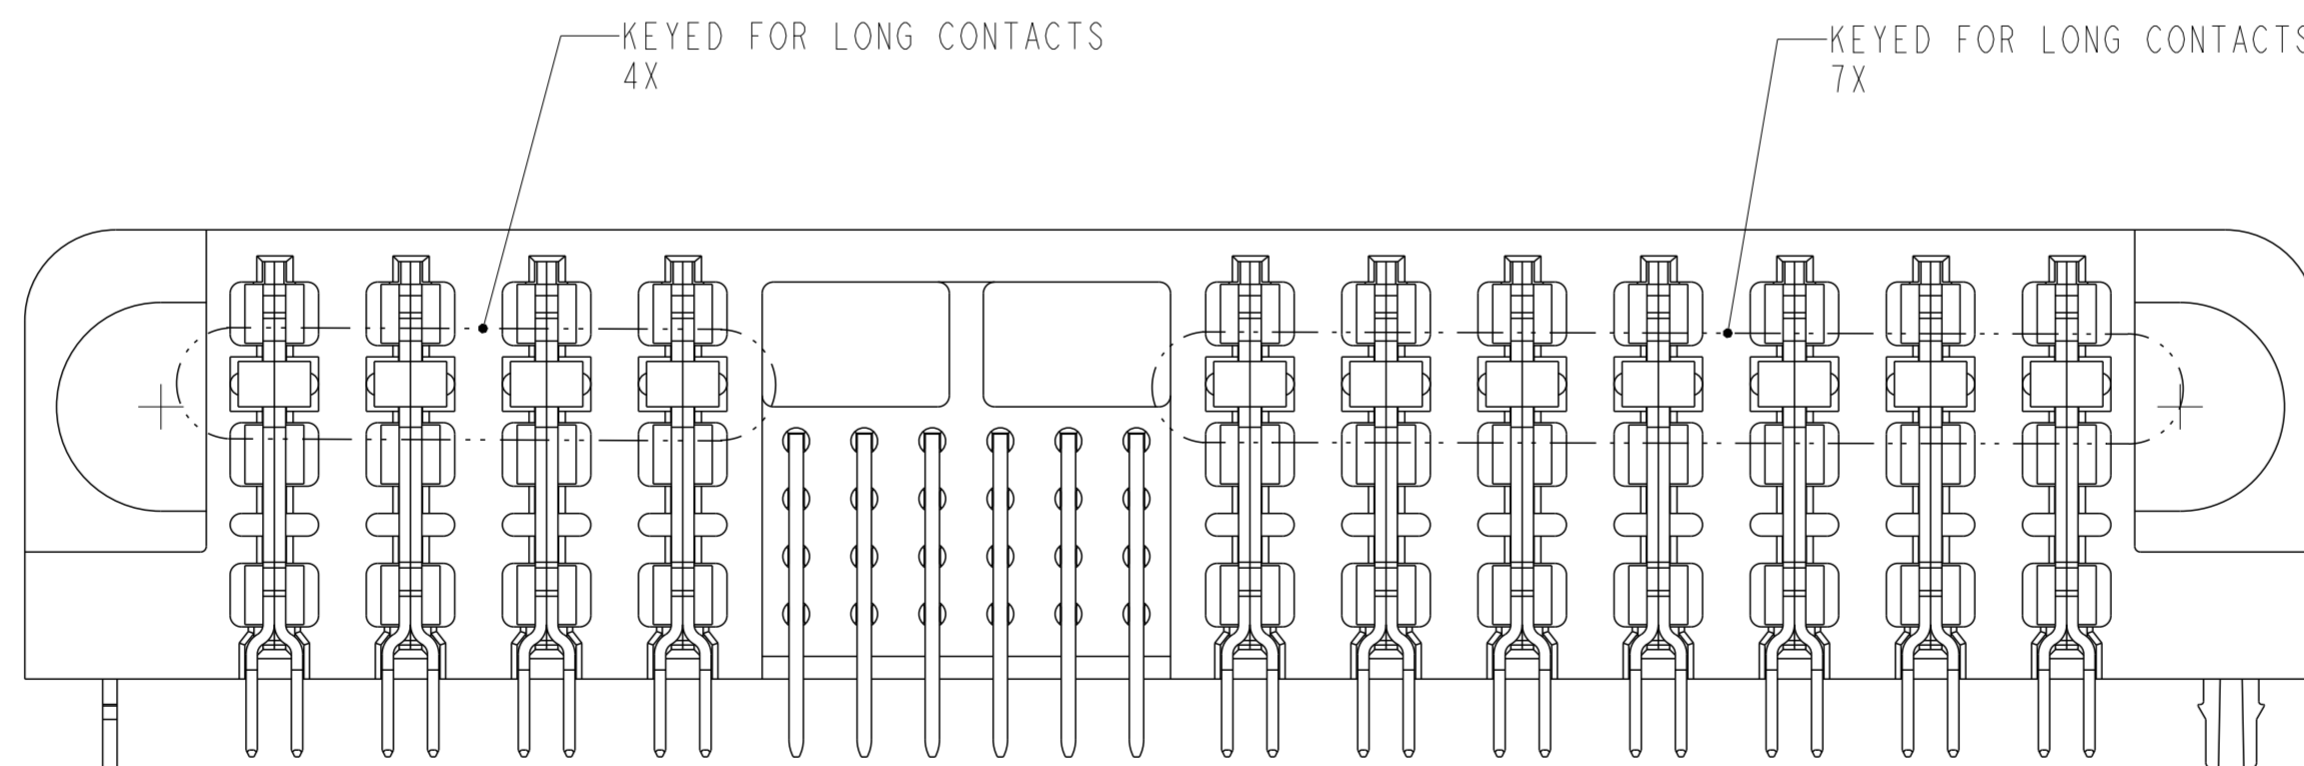 KEYED FOR LONG CONTACTS
4X
KEYED FOR LONG CONTACTS
7X